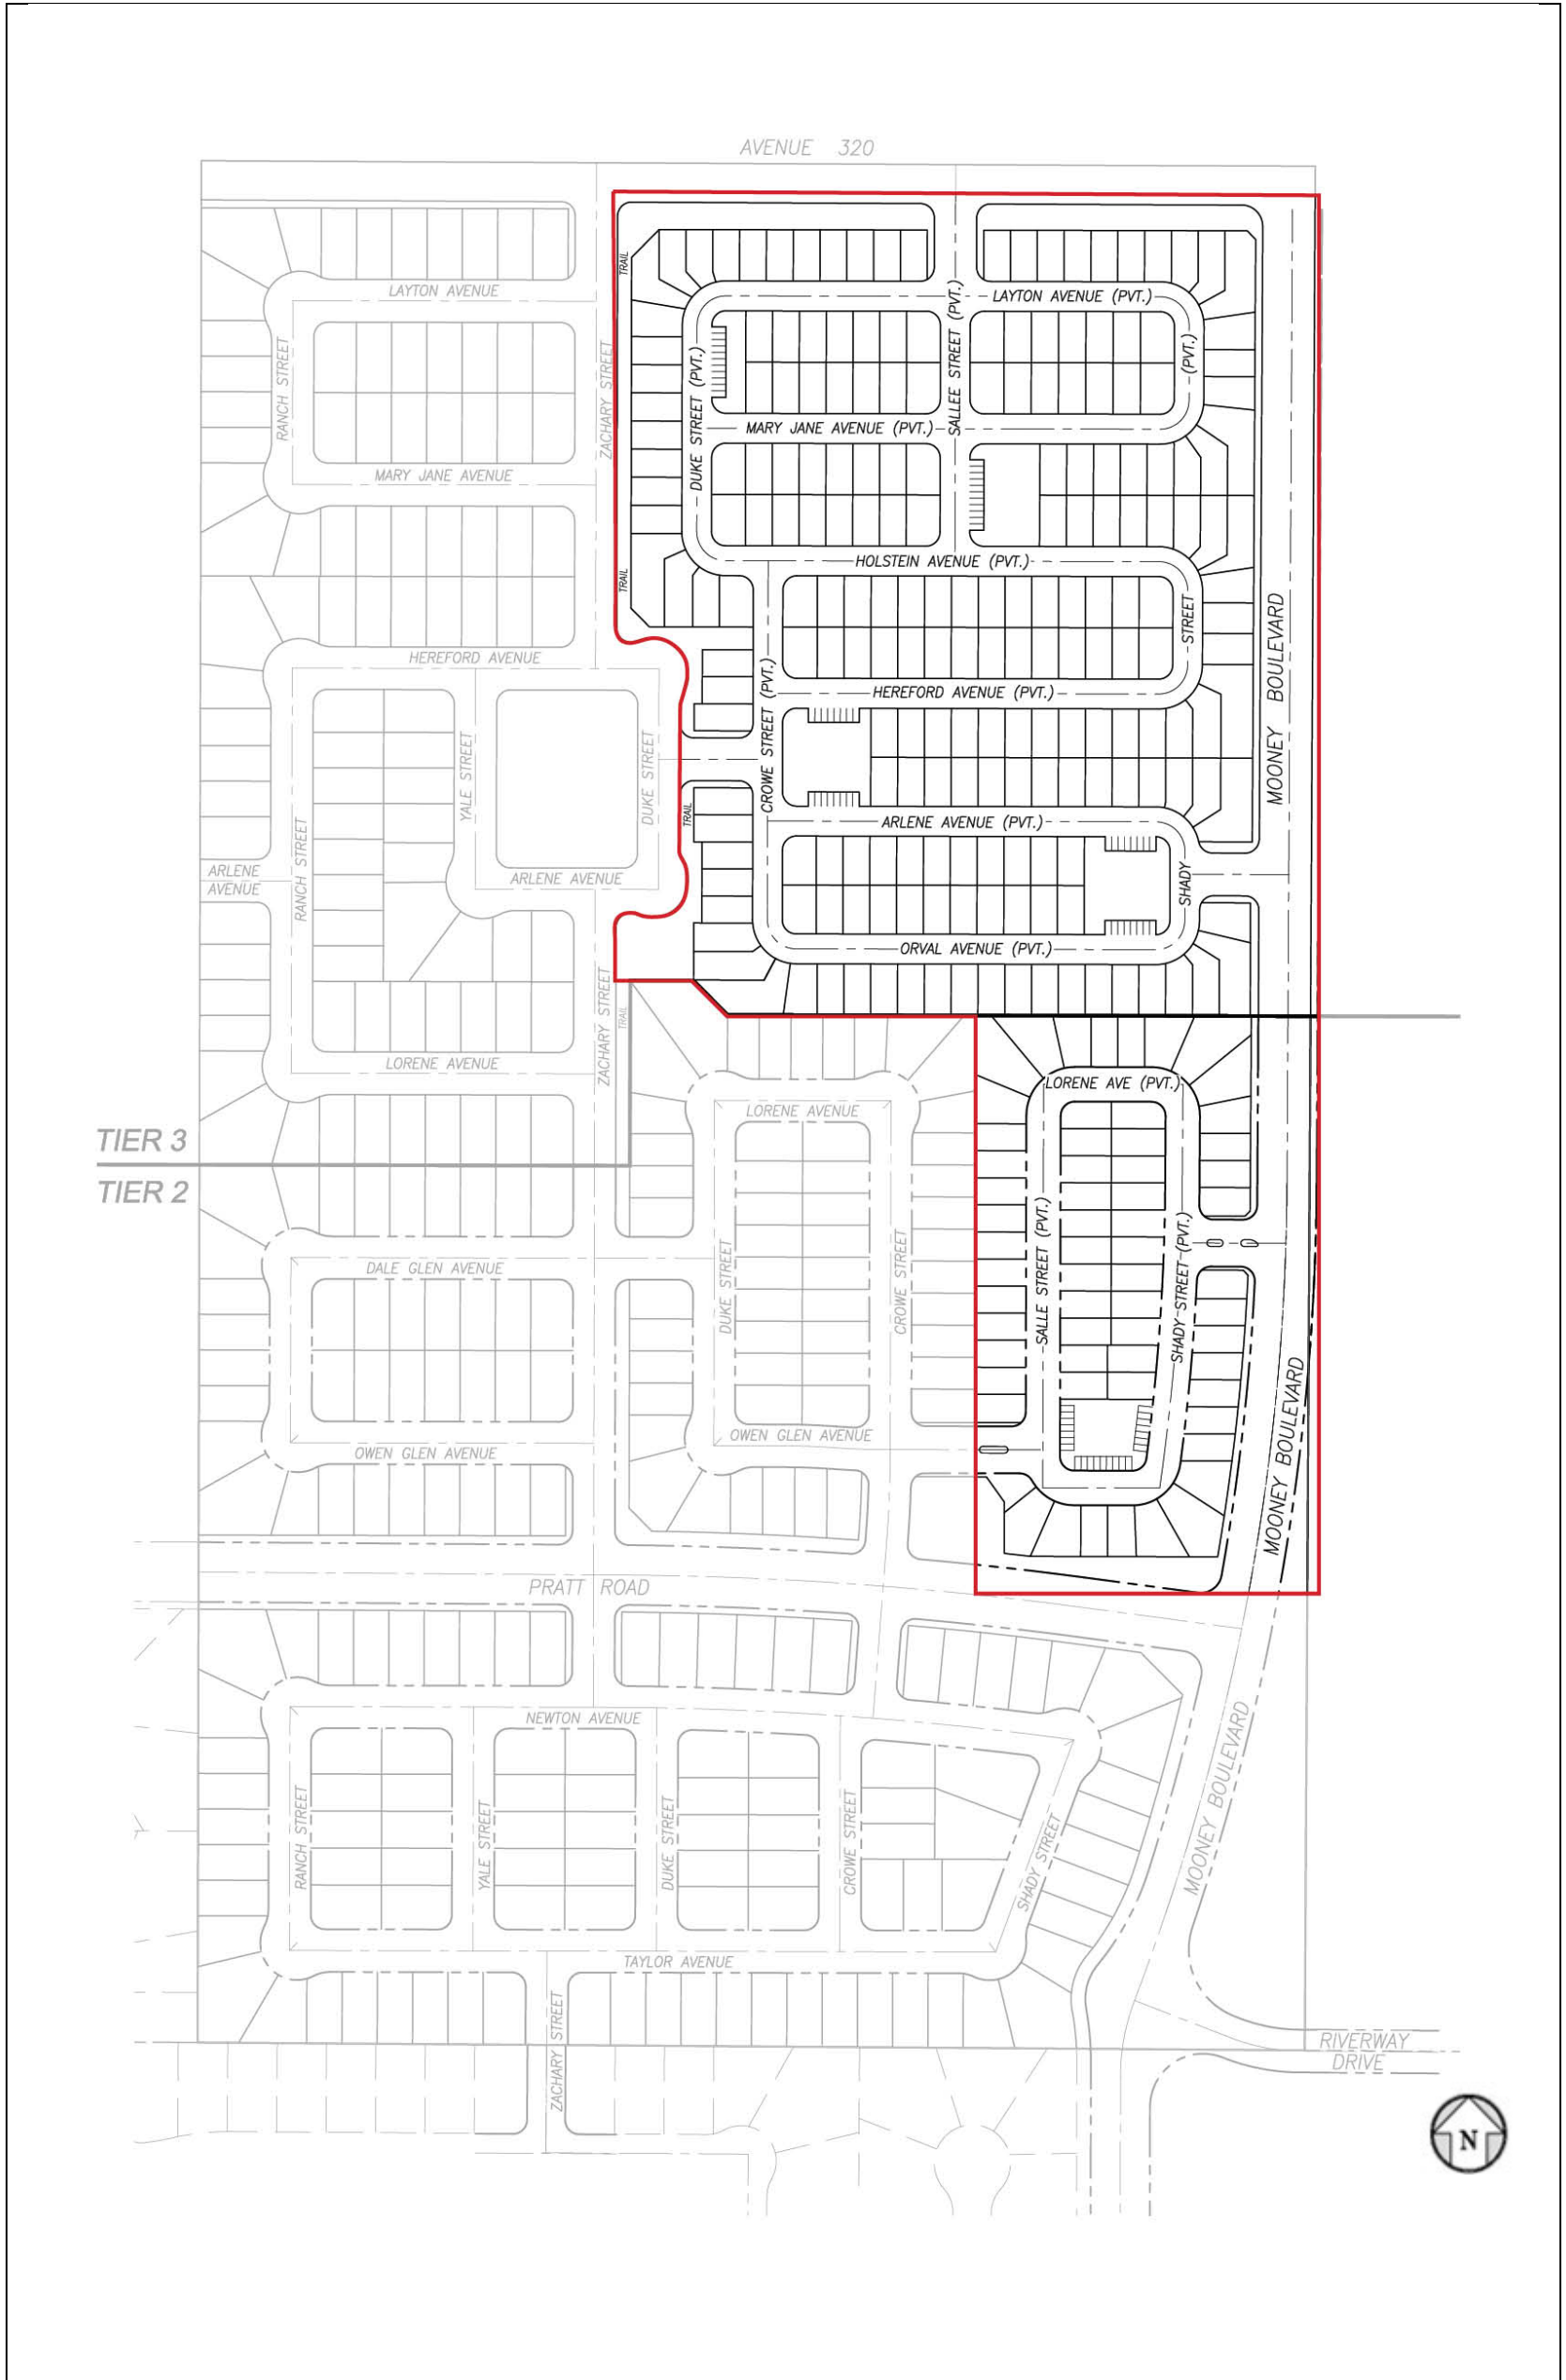 AVENUE 320
TRAIL
LAYTON AVENUE
LAYTON AVENUE (PVT.)
RANCH STREET
ZACHARY STREET
DUKE STREET (PVT.)
SALLEE STREET (PVT.)
(PVT.)
MARY JANE AVENUE (PVT.)
MARY JANE AVENUE
HOLSTEIN AVENUE (PVT.)
TRAIL
STREET
MOONEY BOULEVARD
HEREFORD AVENUE
HEREFORD AVENUE (PVT.)
CROWE STREET (PVT.)
YALE STREET
DUKE STREET
TRAIL
ARLENE AVENUE (PVT.)
RANCH STREET
ARLENE
AVENUE
ARLENE AVENUE
SHADY
ORVAL AVENUE (PVT.)
ZACHARY STREET
TRAIL
LORENE AVENUE
LORENE AVE (PVT.)
LORENE AVENUE
TIER 3
TIER 2
DUKE STREET
CROWE STREET
SALLE STREET (PVT.)
SHADY STREET (PVT.)
DALE GLEN AVENUE
MOONEY BOULEVARD
OWEN GLEN AVENUE
OWEN GLEN AVENUE
PRATT ROAD
NEWTON AVENUE
MOONEY BOULEVARD
RANCH STREET
YALE STREET
DUKE STREET
CROWE STREET
SHADY STREET
TAYLOR AVENUE
ZACHARY STREET
RIVERWAY
DRIVE
N